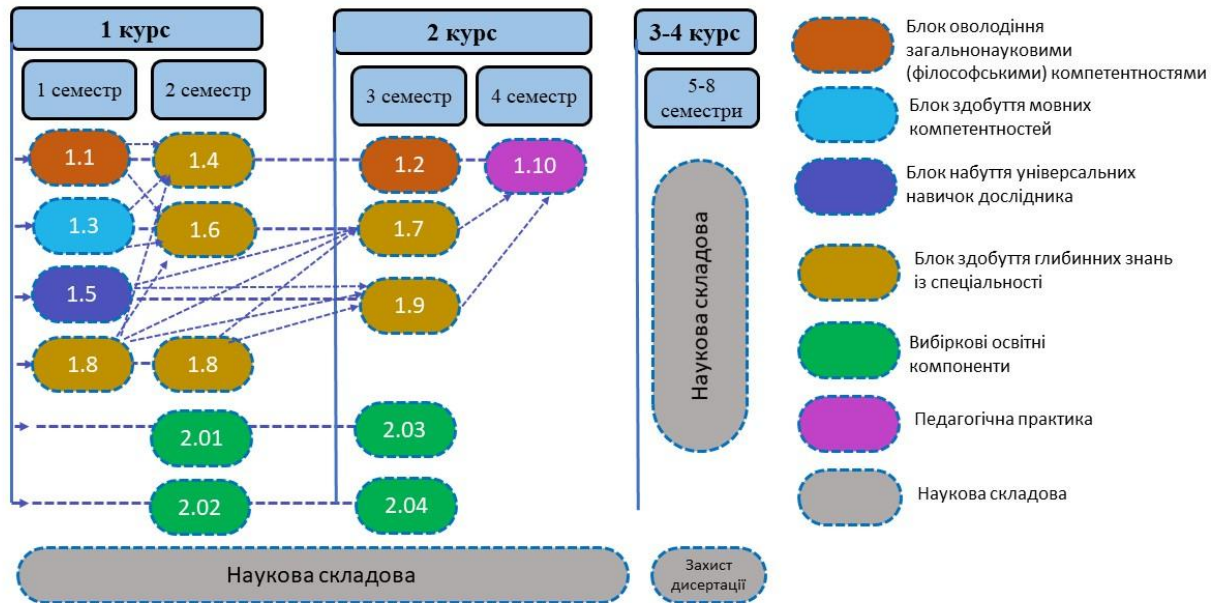 1 курс
2 курс
3-4 курс
1 семестр
2 семестр
3 семестр
4 семестр
5-8
семестри
1.1
1.4
1.2
1.10
1.3
1.6
1.7
1.5
1.9
1.8
1.8
2.01
2.03
2.02
2.04
Наукова складова
Наукова складова
Захист
дисертації
Блок оволодіння
загальнонауковими
(філософськими) компетентностями
Блок здобуття мовних
компетентностей
Блок набуття універсальних
навичок дослідника
Блок здобуття глибинних знань
із спеціальності
Вибіркові освітні
компоненти
Педагогічна практика
Наукова складова